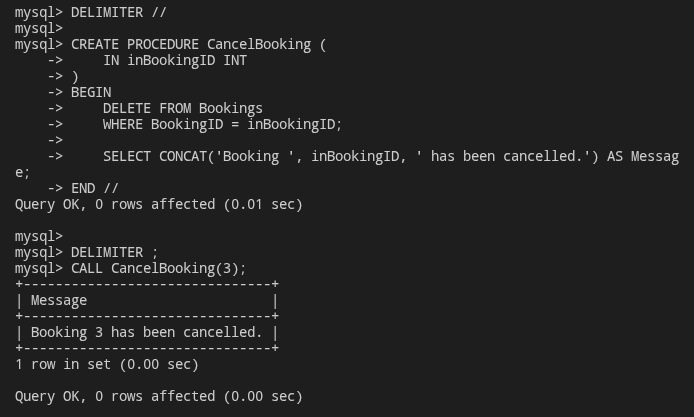 mysql> DELIMITER //
mysql>
mysql> CREATE PROCEDURE CancelBooking (
    ->     IN inBookingID INT
    -> )
    -> BEGIN
    ->     DELETE FROM Bookings
    ->     WHERE BookingID = inBookingID;
    ->
    ->     SELECT CONCAT('Booking ', inBookingID, ' has been cancelled.') AS Messag
e;
    -> END //
Query OK, 0 rows affected (0.01 sec)

mysql>
mysql> DELIMITER ;
mysql> CALL CancelBooking(3);
+-------------------------------+
| Message                       |
+-------------------------------+
| Booking 3 has been cancelled. |
+-------------------------------+
1 row in set (0.00 sec)

Query OK, 0 rows affected (0.00 sec)